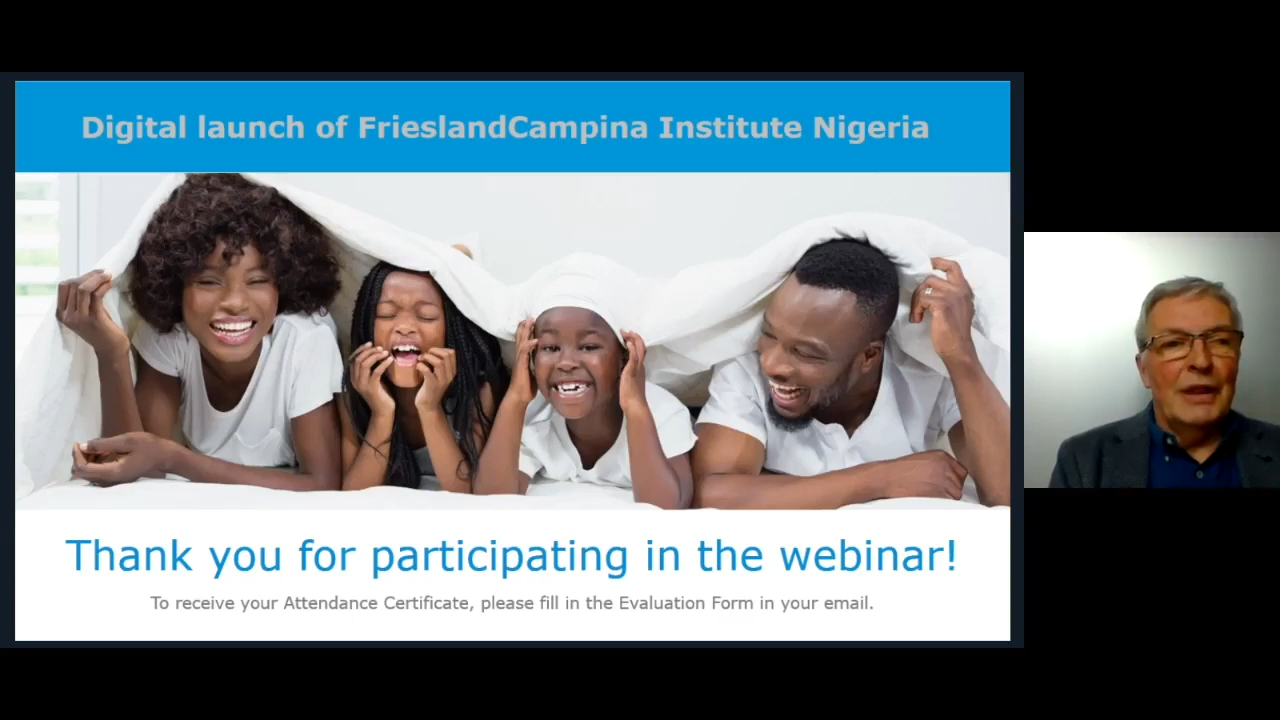 Digital launch of FrieslandCampina Institute Nigeria
Thank you for participating in the webinar!
To receive your Attendance Certificate, please fill in the Evaluation Form in your email.